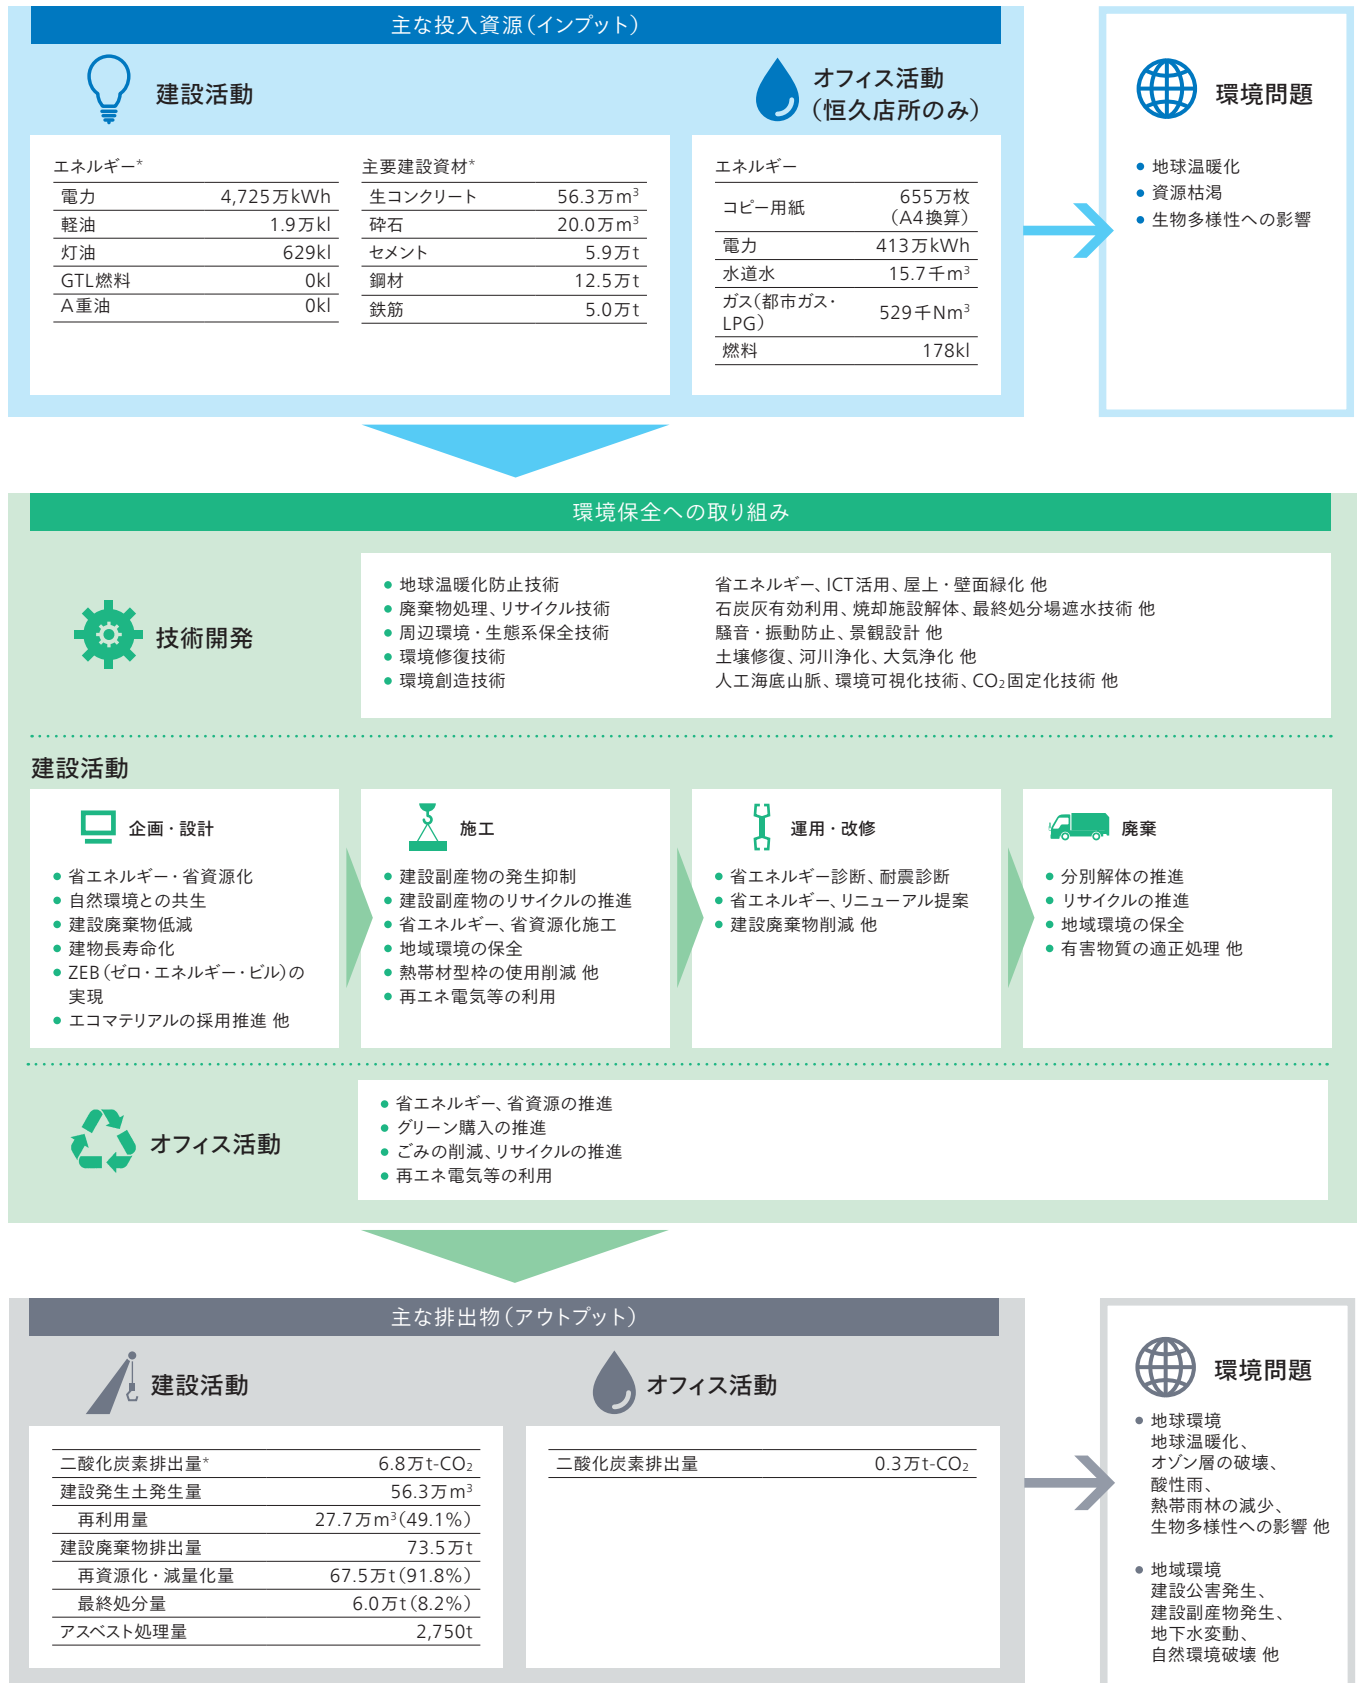 主な投入資源（インプット）
建設活動
エネルギー*
電力 4,725万kWh
軽油 1.9万kl
灯油 629kl
GTL燃料 0kl
A重油 0kl
主要建設資材*
生コンクリート 56.3万m³
砕石 20.0万m³
セメント 5.9万t
鋼材 12.5万t
鉄筋 5.0万t
オフィス活動
（恒久店所のみ）
エネルギー
コピー用紙 655万枚
（A4換算）
電力 413万kWh
水道水 15.7千m³
ガス（都市ガス・
LPG） 529千Nm³
燃料 178kl
環境問題
● 地球温暖化
● 資源枯渇
● 生物多様性への影響
環境保全への取り組み
技術開発
● 地球温暖化防止技術 省エネルギー、ICT活用、屋上・壁面緑化 他
● 廃棄物処理、リサイクル技術 石炭灰有効利用、焼却施設解体、最終処分場遮水技術 他
● 周辺環境・生態系保全技術 騒音・振動防止、景観設計 他
● 環境修復技術 土壌修復、河川浄化、大気浄化 他
● 環境創造技術 人工海底山脈、環境可視化技術、CO₂固定化技術 他
建設活動
企画・設計
● 省エネルギー・省資源化
● 自然環境との共生
● 建設廃棄物低減
● 建物長寿命化
● ZEB（ゼロ・エネルギー・ビル）の
実現
● エコマテリアルの採用推進 他
施工
● 建設副産物の発生抑制
● 建設副産物のリサイクルの推進
● 省エネルギー、省資源化施工
● 地域環境の保全
● 熱帯材型枠の使用削減 他
● 再エネ電気等の利用
運用・改修
● 省エネルギー診断、耐震診断
● 省エネルギー、リニューアル提案
● 建設廃棄物削減 他
廃棄
● 分別解体の推進
● リサイクルの推進
● 地域環境の保全
● 有害物質の適正処理 他
オフィス活動
● 省エネルギー、省資源の推進
● グリーン購入の推進
● ごみの削減、リサイクルの推進
● 再エネ電気等の利用
主な排出物（アウトプット）
建設活動
二酸化炭素排出量* 6.8万t-CO₂
建設発生土発生量 56.3万m³
再利用量 27.7万m³（49.1%）
建設廃棄物排出量 73.5万t
再資源化・減量化量 67.5万t（91.8%）
最終処分量 6.0万t（8.2%）
アスベスト処理量 2,750t
オフィス活動
二酸化炭素排出量 0.3万t-CO₂
環境問題
● 地球環境
地球温暖化、
オゾン層の破壊、
酸性雨、
熱帯雨林の減少、
生物多様性への影響 他
● 地域環境
建設公害発生、
建設副産物発生、
地下水変動、
自然環境破壊 他